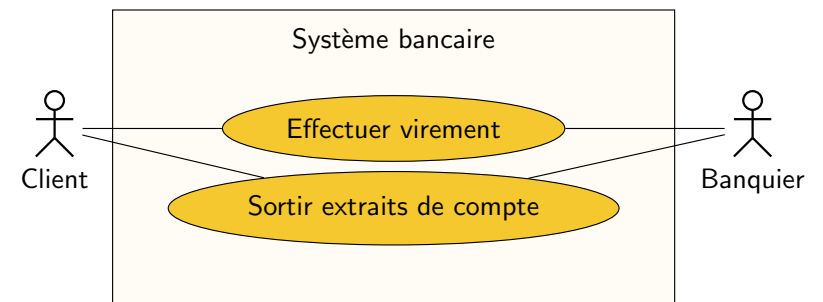 Système bancaire
Effectuer virement
Client
Banquier
Sortir extraits de compte